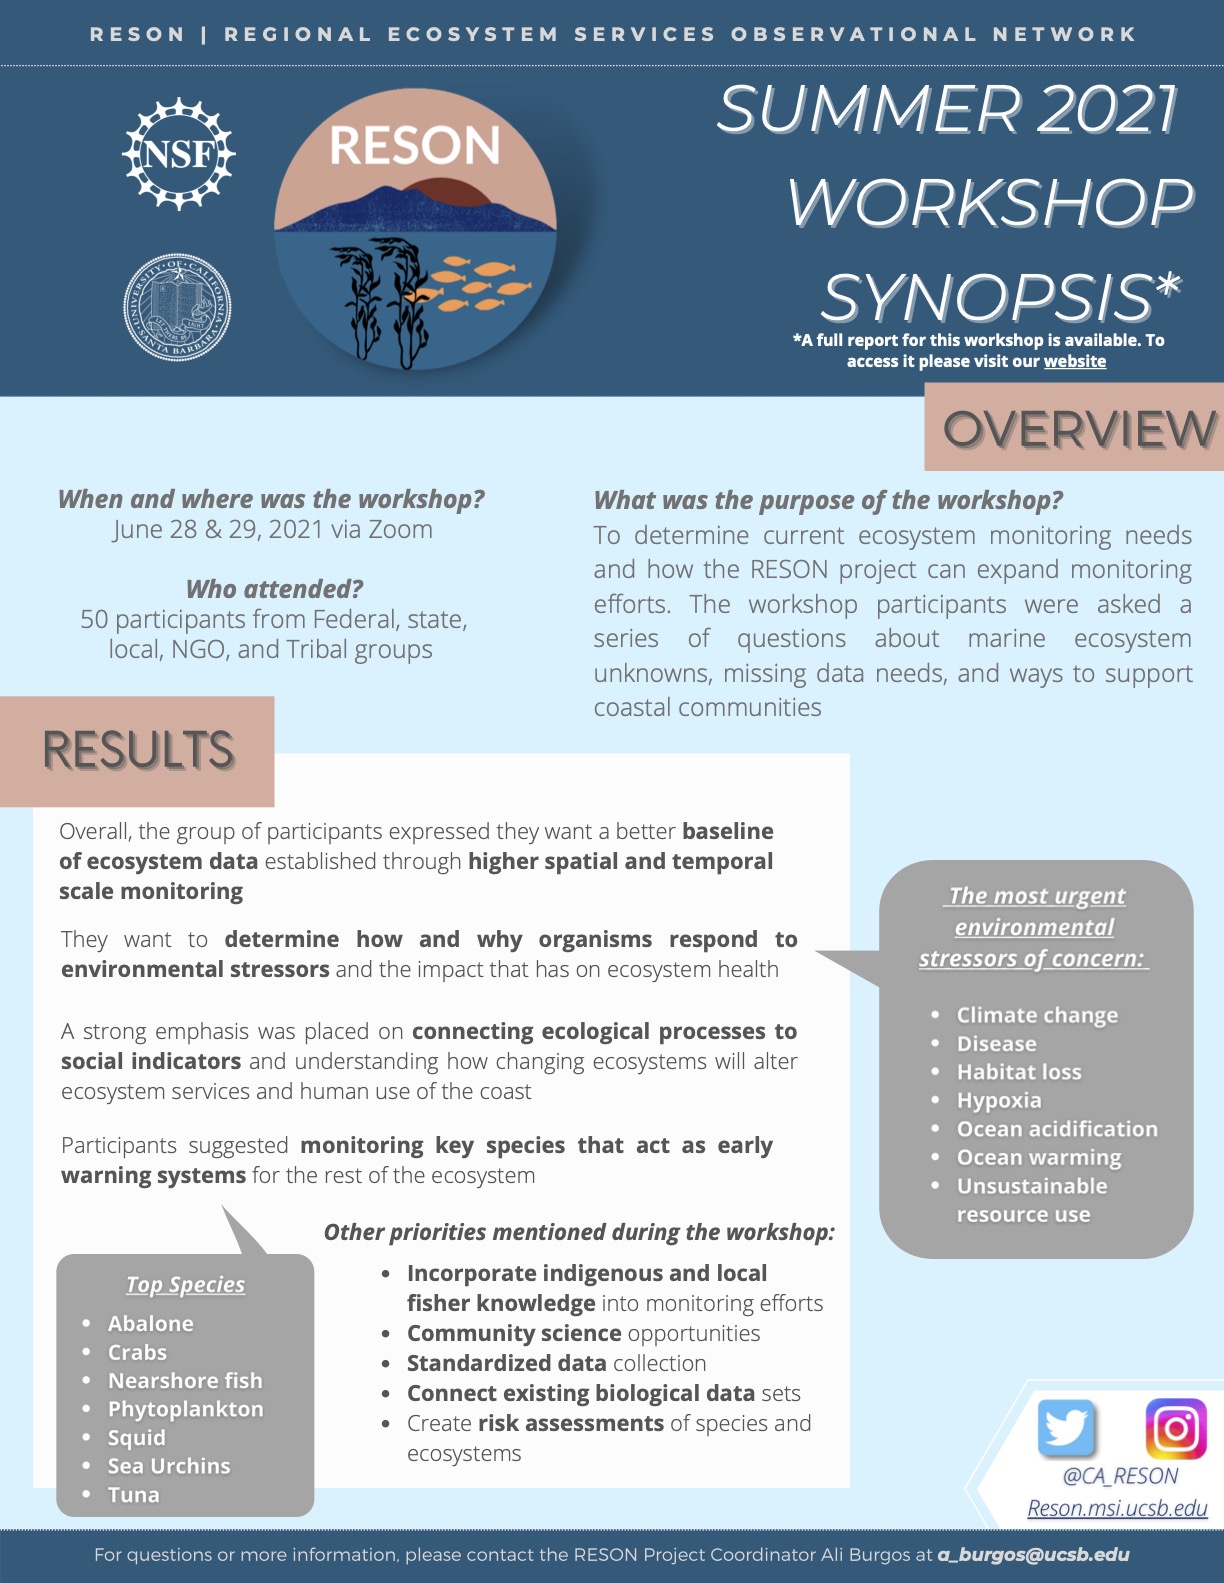 RESON | REGIONAL ECOSYSTEM SERVICES OBSERVATIONAL NETWORK
NSF
RESON
UNIVERSITY · OF · CALIFORNIA
SANTA BARBARA
SUMMER 2021
WORKSHOP
SYNOPSIS*
*A full report for this workshop is available. To
access it please visit our website
OVERVIEW
When and where was the workshop?
June 28 & 29, 2021 via Zoom
Who attended?
50 participants from Federal, state,
local, NGO, and Tribal groups
What was the purpose of the workshop?
To determine current ecosystem monitoring needs
and how the RESON project can expand monitoring
efforts. The workshop participants were asked a
series of questions about marine ecosystem
unknowns, missing data needs, and ways to support
coastal communities
RESULTS
Overall, the group of participants expressed they want a better baseline
of ecosystem data established through higher spatial and temporal
scale monitoring
They want to determine how and why organisms respond to
environmental stressors and the impact that has on ecosystem health
A strong emphasis was placed on connecting ecological processes to
social indicators and understanding how changing ecosystems will alter
ecosystem services and human use of the coast
Participants suggested monitoring key species that act as early
warning systems for the rest of the ecosystem
The most urgent
environmental
stressors of concern:
• Climate change
• Disease
• Habitat loss
• Hypoxia
• Ocean acidification
• Ocean warming
• Unsustainable
resource use
Top Species
• Abalone
• Crabs
• Nearshore fish
• Phytoplankton
• Squid
• Sea Urchins
• Tuna
Other priorities mentioned during the workshop:
• Incorporate indigenous and local
fisher knowledge into monitoring efforts
• Community science opportunities
• Standardized data collection
• Connect existing biological data sets
• Create risk assessments of species and
ecosystems
@CA_RESON
Reson.msi.ucsb.edu
For questions or more information, please contact the RESON Project Coordinator Ali Burgos at a_burgos@ucsb.edu